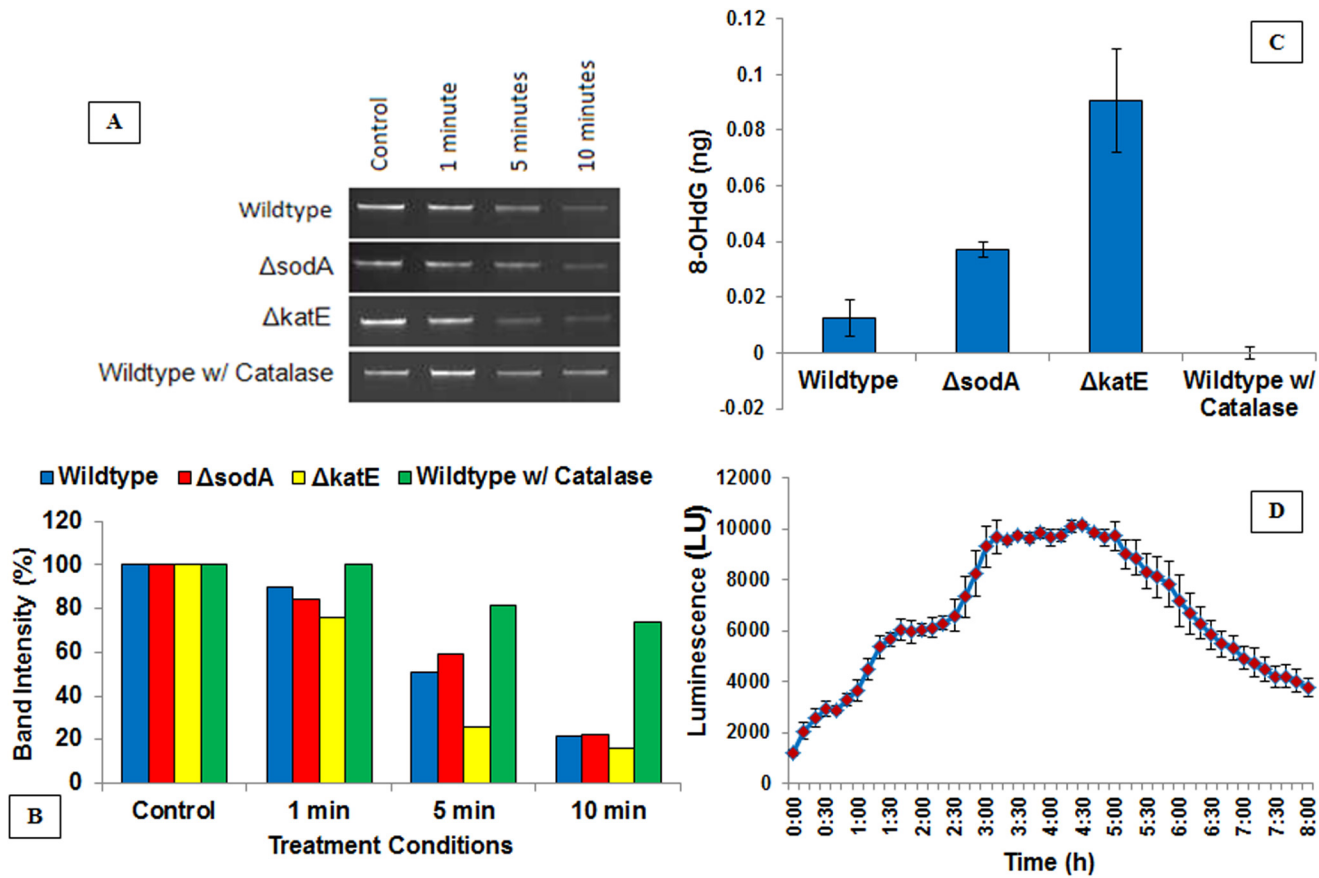 A
Control
1 minute
5 minutes
10 minutes
Wildtype
ΔsodA
ΔkatE
Wildtype w/ Catalase
Wildtype ΔsodA ΔkatE Wildtype w/ Catalase
Band Intensity (%)
120
100
80
60
40
20
0
Control 1 min 5 min 10 min
Treatment Conditions
B
C
8-OHdG (ng)
0.12
0.1
0.08
0.06
0.04
0.02
0
-0.02
Wildtype ΔsodA ΔkatE Wildtype w/
Catalase
D
Luminescence (LU)
12000
10000
8000
6000
4000
2000
0
0:00
0:30
1:00
1:30
2:00
2:30
3:00
3:30
4:00
4:30
5:00
5:30
6:00
6:30
7:00
7:30
8:00
Time (h)